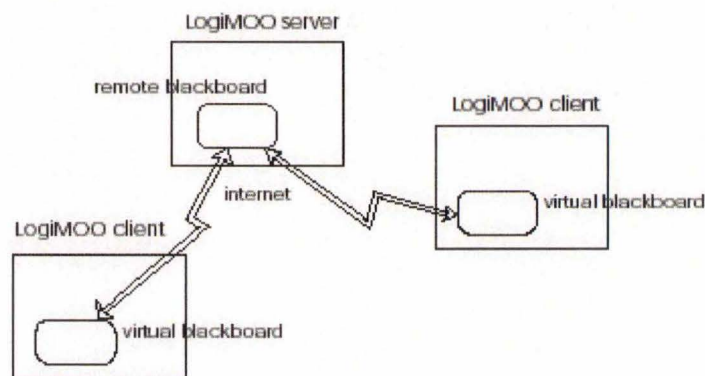 LogiMOO server
remote blackboard
LogiMOO client
internet
virtual blackboard
LogiMOO client
virtual blackboard